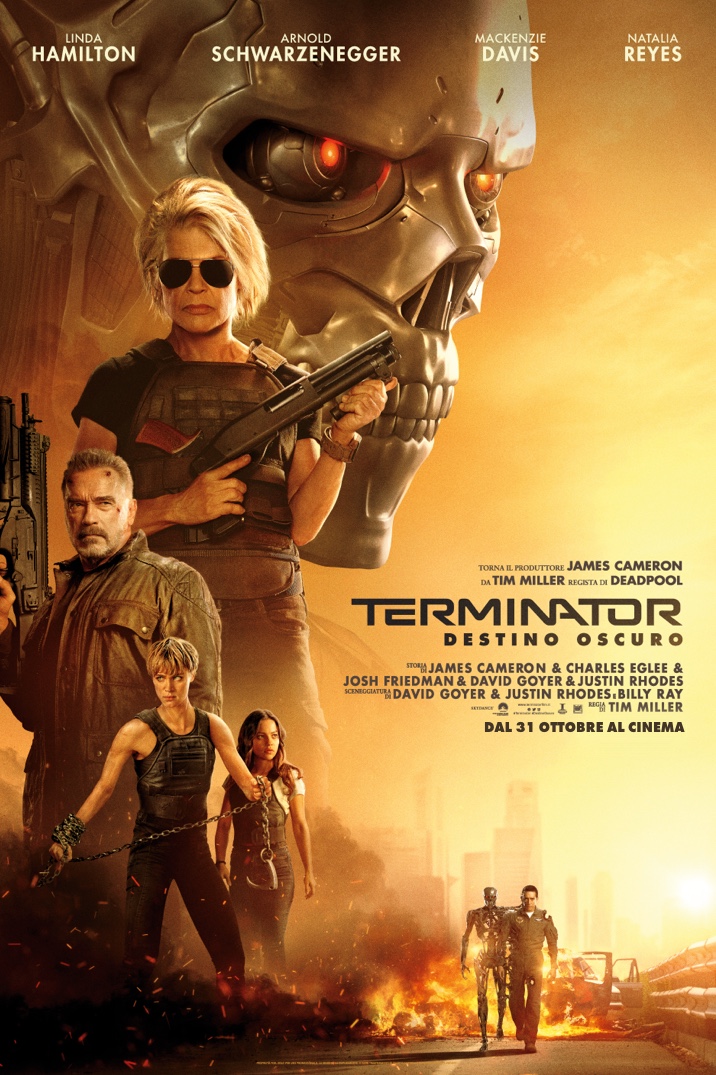 LINDA HAMILTON
ARNOLD SCHWARZENEGGER
MACKENZIE DAVIS
NATALIA REYES
TORNA IL PRODUTTORE JAMES CAMERON
DA TIM MILLER REGISTA DI DEADPOOL
TERMINATOR
DESTINO OSCURO
STORIA DI JAMES CAMERON & CHARLES EGLEE &
JOSH FRIEDMAN & DAVID GOYER & JUSTIN RHODES
SCENEGGIATURA DI DAVID GOYER & JUSTIN RHODES E BILLY RAY
SKYDANCE REGIA DI TIM MILLER
DAL 31 OTTOBRE AL CINEMA